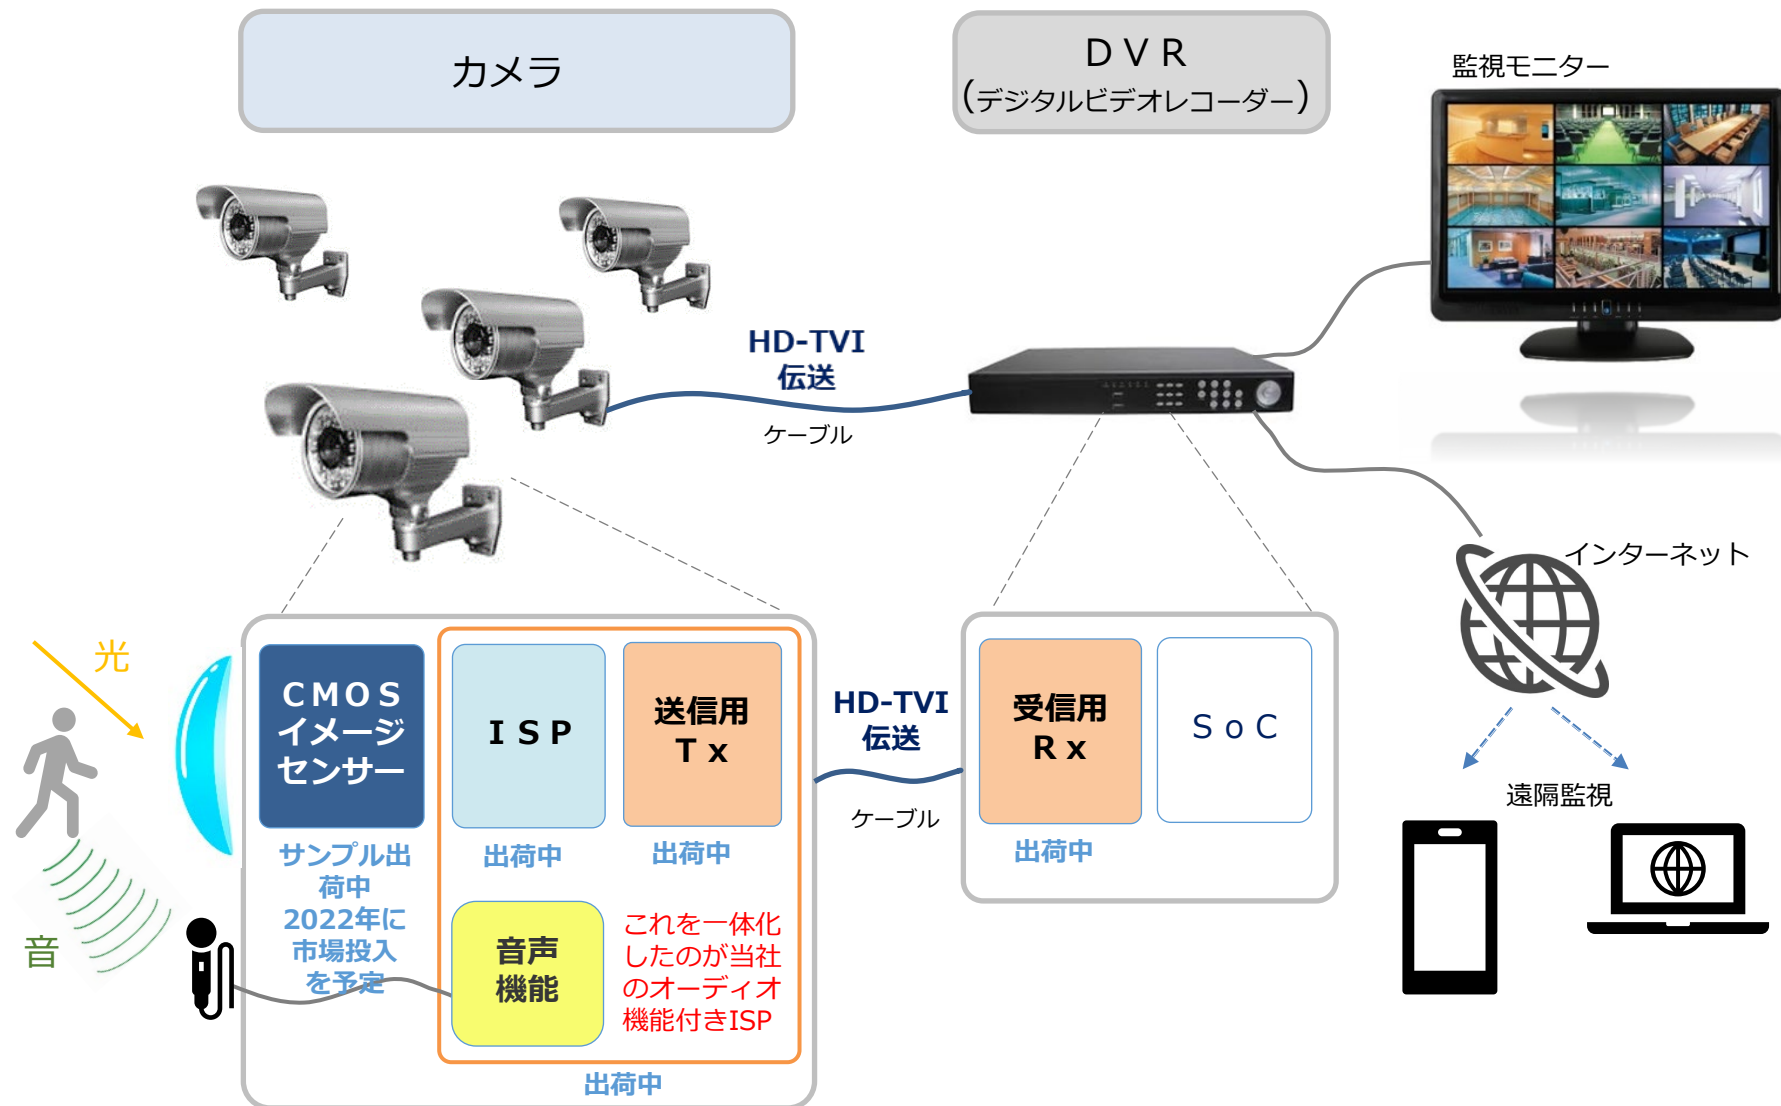 カメラ
ＤＶＲ
(デジタルビデオレコーダー)
監視モニター
HD-TVI
伝送
ケーブル
インターネット
光
ＣＭＯＳ
イメージ
センサー
ＩＳＰ
送信用
Ｔｘ
HD-TVI
伝送
ケーブル
受信用
Ｒｘ
ＳｏＣ
遠隔監視
サンプル出
荷中
2022年に
市場投入
を予定
出荷中
出荷中
出荷中
音
音声
機能
これを一体化
したのが当社
のオーディオ
機能付きISP
出荷中